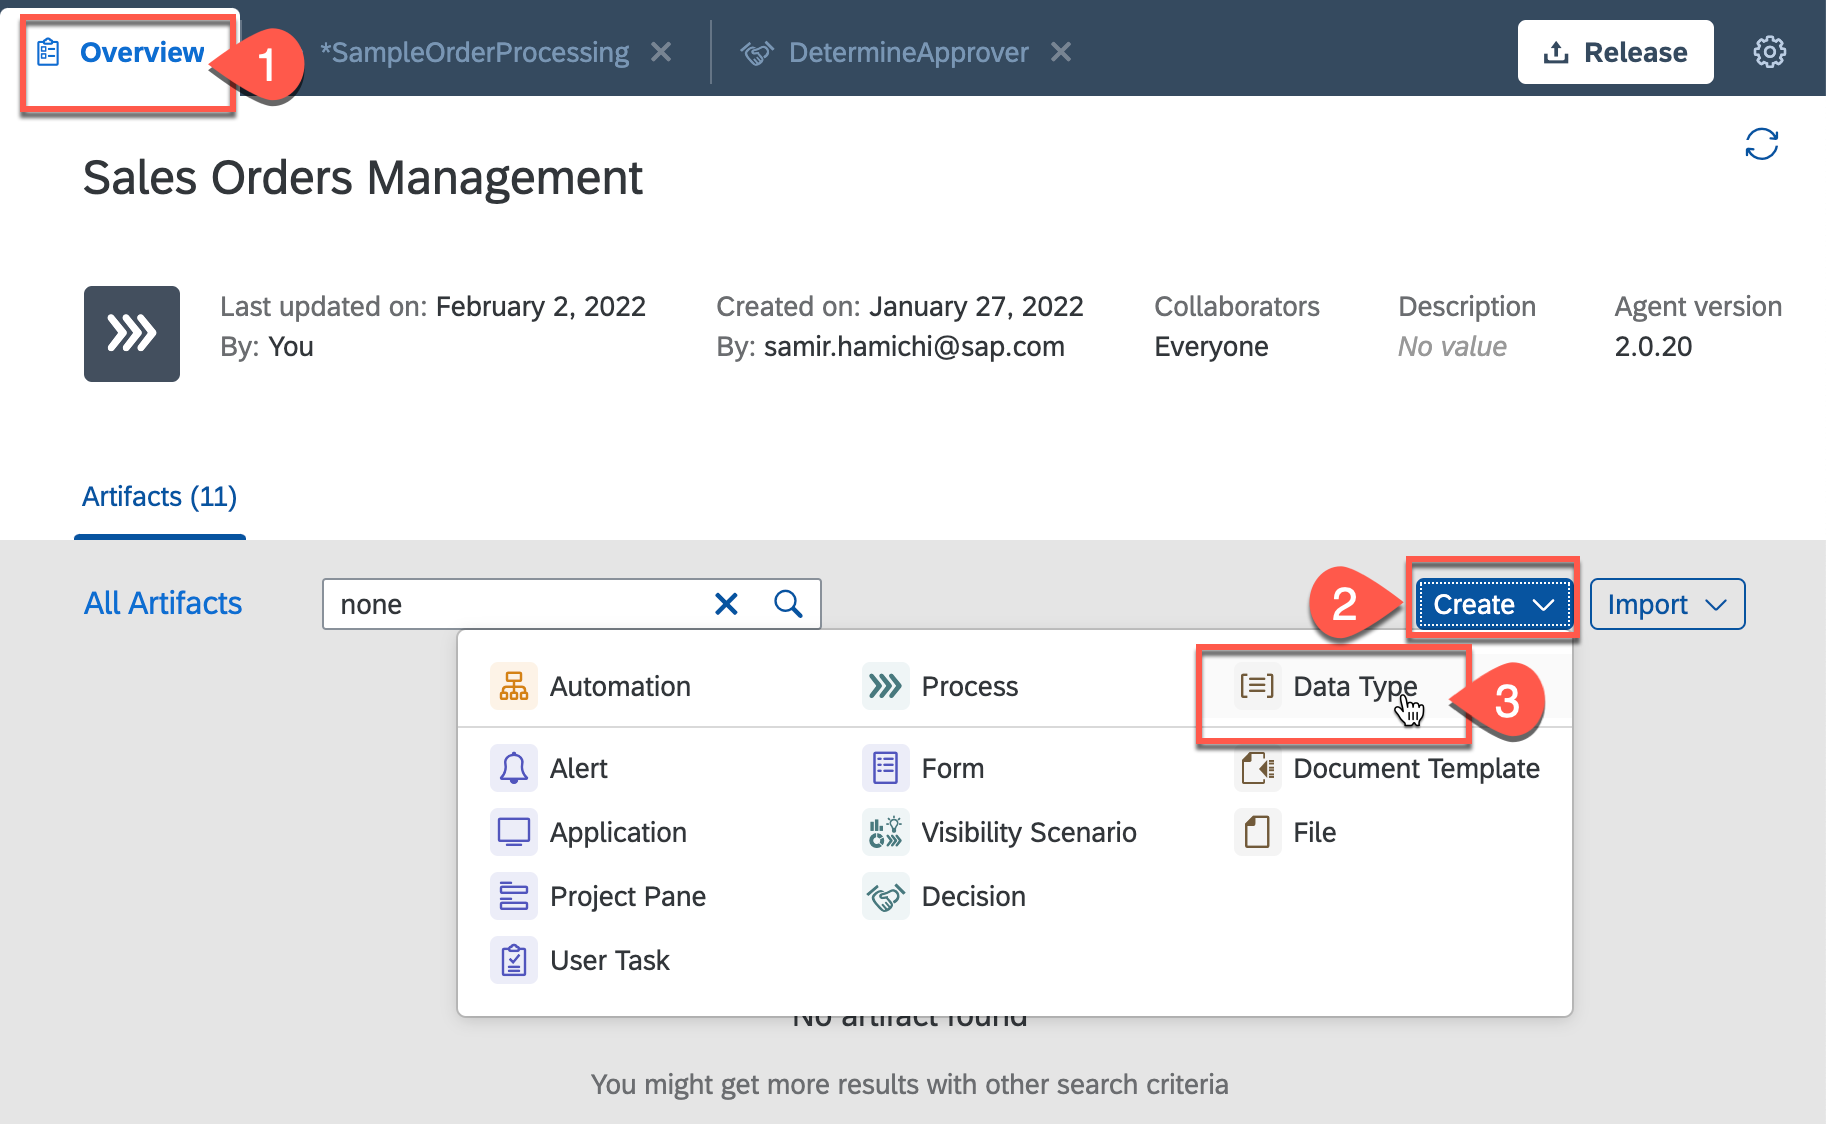 Overview
1
*SampleOrderProcessing
DetermineApprover
Release
Sales Orders Management
Last updated on: February 2, 2022
By: You
Created on: January 27, 2022
By: samir.hamichi@sap.com
Collaborators
Everyone
Description
No value
Agent version
2.0.20
Artifacts (11)
All Artifacts
none
2
Create
Import
Automation
Process
Data Type
3
Alert
Form
Document Template
Application
Visibility Scenario
File
Project Pane
Decision
User Task
No artifact found
You might get more results with other search criteria